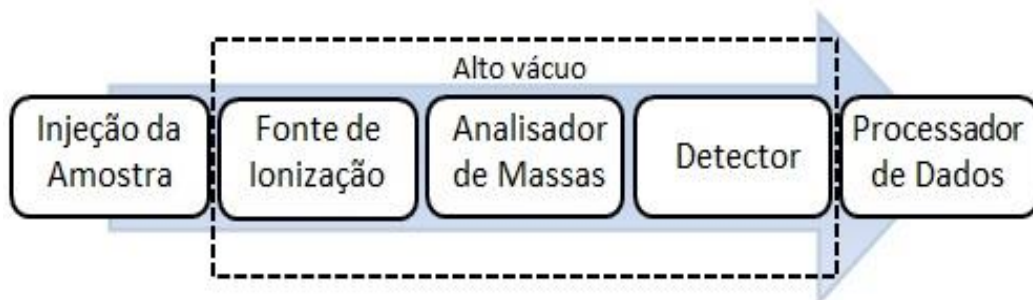 Alto vácuo
Injeção da
Amostra
Fonte de
Ionização
Analisador
de Massas
Detector
Processador
de Dados